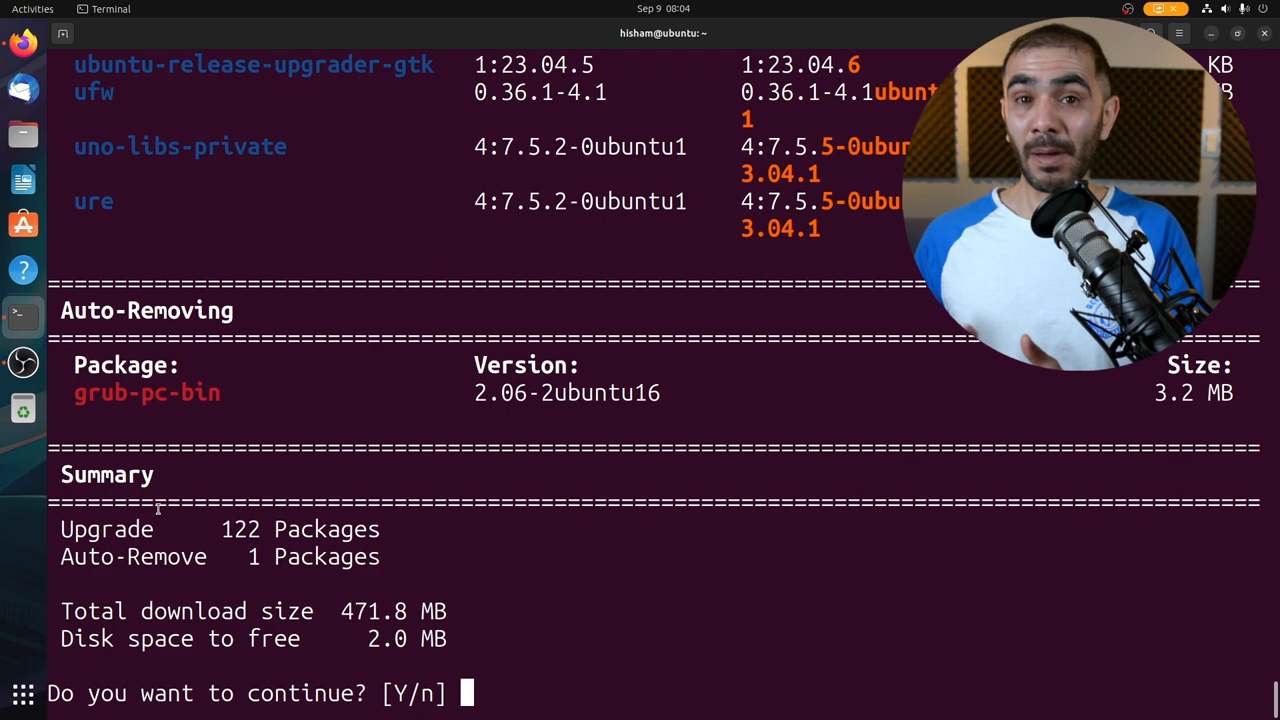 Activities Terminal Sep 9 08:04
hisham@ubuntu: ~
ubuntu-release-upgrader-gtk 1:23.04.5 1:23.04.6 KB
ufw 0.36.1-4.1 0.36.1-4.1ubunt
1
uno-libs-private 4:7.5.2-0ubuntu1 4:7.5.5-0ubun
3.04.1
ure 4:7.5.2-0ubuntu1 4:7.5.5-0ubu
3.04.1
===========================================================================================
Auto-Removing
===========================================================================================
Package: Version: Size:
grub-pc-bin 2.06-2ubuntu16 3.2 MB
===========================================================================================
Summary
===========================================================================================
Upgrade 122 Packages
Auto-Remove 1 Packages
Total download size 471.8 MB
Disk space to free 2.0 MB
Do you want to continue? [Y/n]